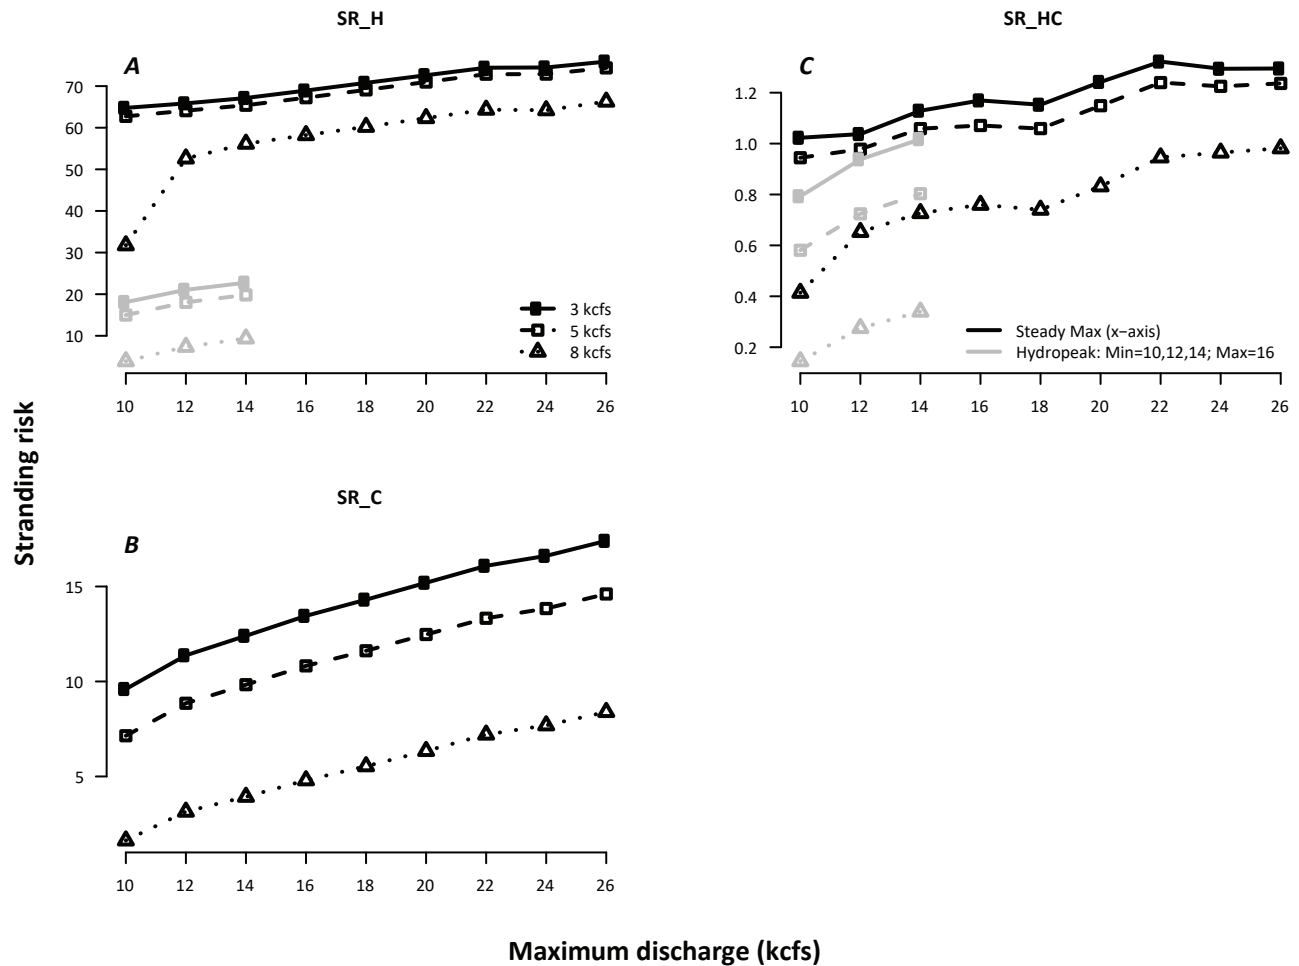 SR_H
A
70
60
50
40
30
20
10
3 kcfs
5 kcfs
8 kcfs
10 12 14 16 18 20 22 24 26
SR_HC
C
1.2
1.0
0.8
0.6
0.4
0.2
Steady Max (x−axis)
Hydropeak: Min=10,12,14; Max=16
10 12 14 16 18 20 22 24 26
Stranding risk
SR_C
B
15
10
5
10 12 14 16 18 20 22 24 26
Maximum discharge (kcfs)